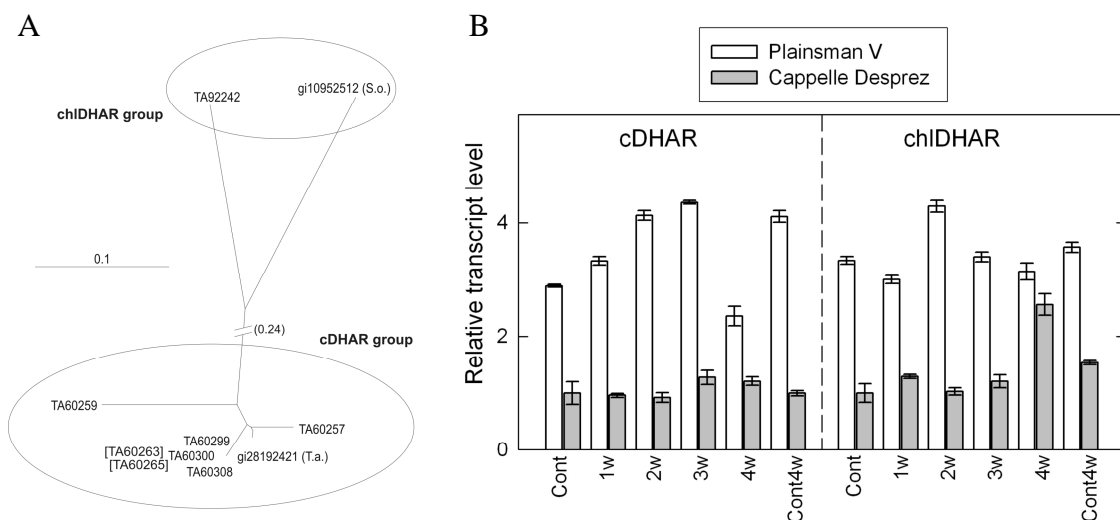 A
TA92242
gi10952512 (S.o.)
chlDHAR group
0.1
(0.24)
cDHAR group
TA60259
TA60257
TA60299
[TA60263] TA60300
[TA60265]
gi28192421 (T.a.)
TA60308
B
Plainsman V
Cappelle Desprez
cDHAR
chlDHAR
Relative transcript level
4
2
0
Cont
1w
2w
3w
4w
Cont4w
Cont
1w
2w
3w
4w
Cont4w